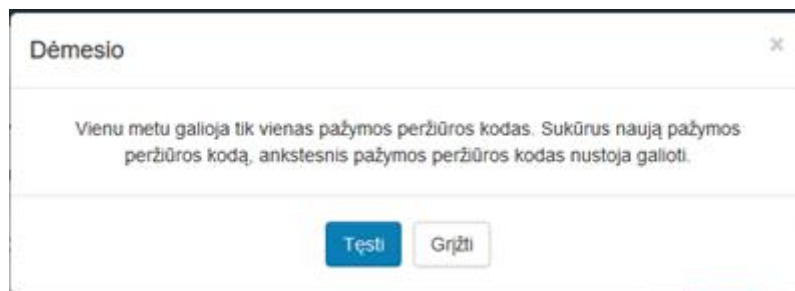 Dėmesio
×
Vienu metu galioja tik vienas pažymos peržiūros kodas. Sukūrus naują pažymos
peržiūros kodą, ankstesnis pažymos peržiūros kodas nustoja galioti.
Tęsti Grįžti